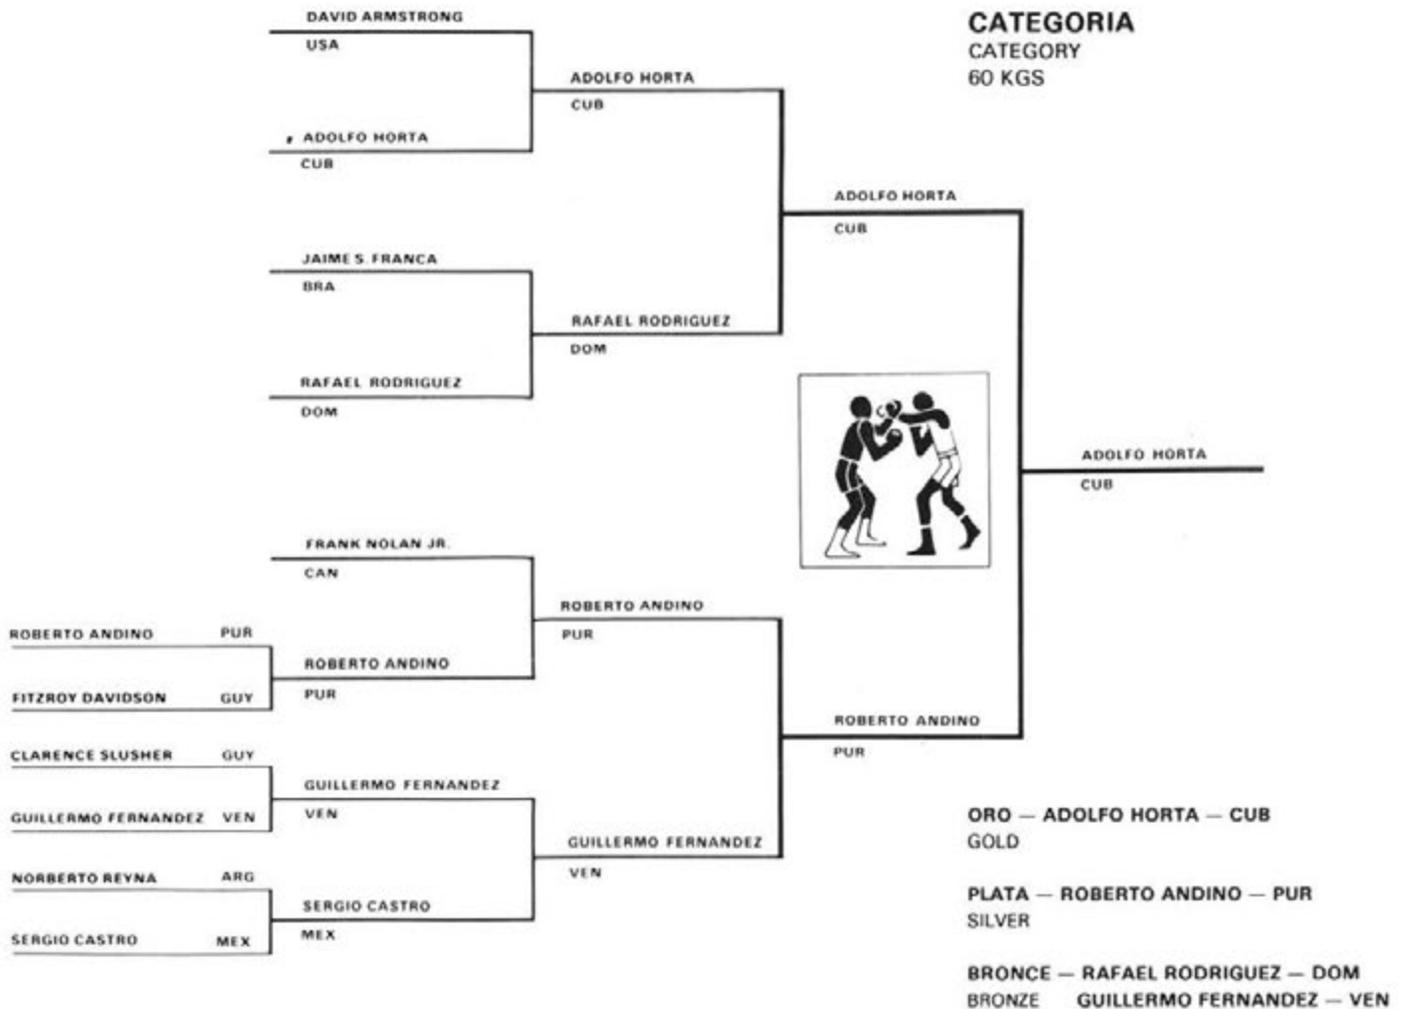 DAVID ARMSTRONG
USA
ADOLFO HORTA
CUB
JAIME S. FRANCA
BRA
RAFAEL RODRIGUEZ
DOM
FRANK NOLAN JR.
CAN
ROBERTO ANDINO PUR
FITZROY DAVIDSON GUY
ROBERTO ANDINO
PUR
CLARENCE SLUSHER GUY
GUILLERMO FERNANDEZ VEN
GUILLERMO FERNANDEZ
VEN
NORBERTO REYNA ARG
SERGIO CASTRO MEX
SERGIO CASTRO
MEX
ADOLFO HORTA
CUB
RAFAEL RODRIGUEZ
DOM
ROBERTO ANDINO
PUR
GUILLERMO FERNANDEZ
VEN
ADOLFO HORTA
CUB
ROBERTO ANDINO
PUR
ADOLFO HORTA
CUB
CATEGORIA
CATEGORY
60 KGS
ORO — ADOLFO HORTA — CUB
GOLD
PLATA — ROBERTO ANDINO — PUR
SILVER
BRONCE — RAFAEL RODRIGUEZ — DOM
BRONZE GUILLERMO FERNANDEZ — VEN